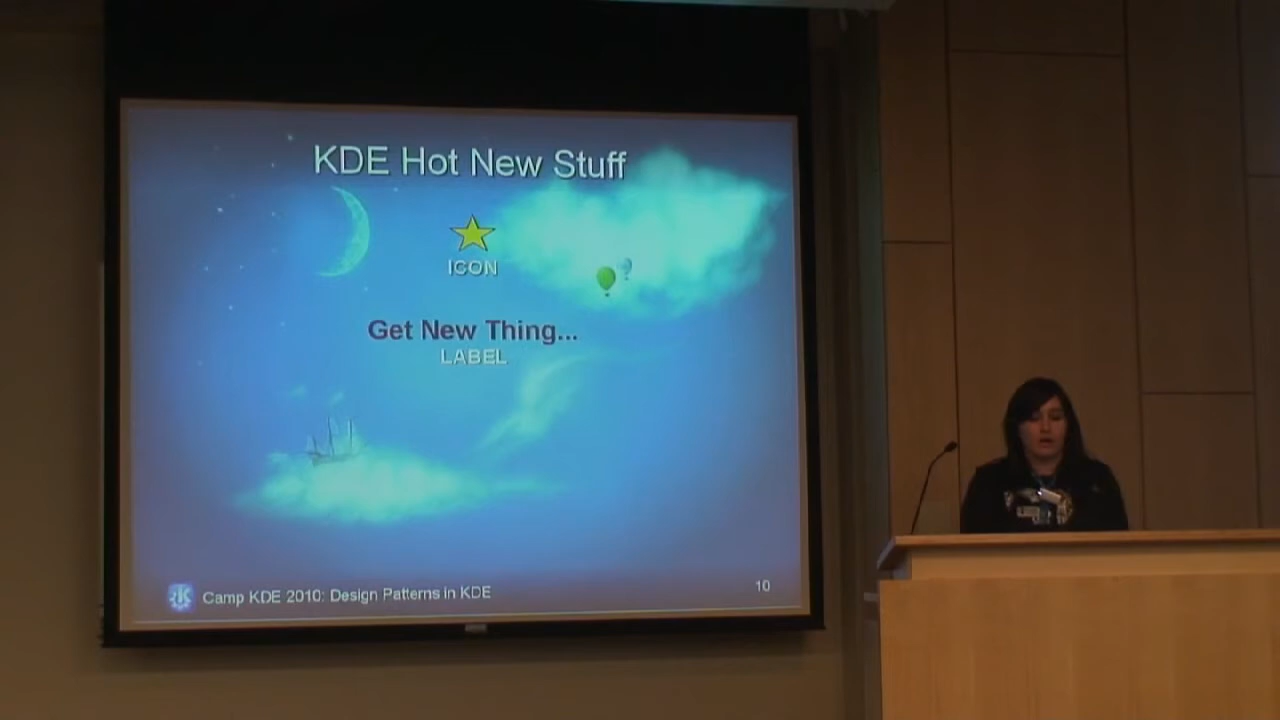 KDE Hot New Stuff
ICON
Get New Thing...
LABEL
Camp KDE 2010: Design Patterns in KDE
10